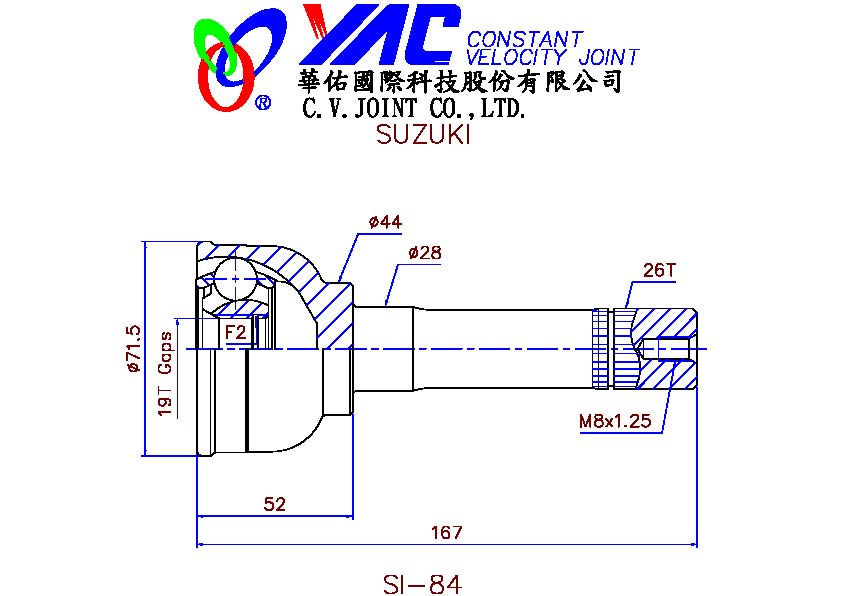 YAC CONSTANT
VELOCITY JOINT
®
華佑國際科技股份有限公司
C.V.JOINT CO.,LTD.
SUZUKI
ø44
ø28
26T
F2
ø71.5
19T Gaps
M8x1.25
52
167
SI-84